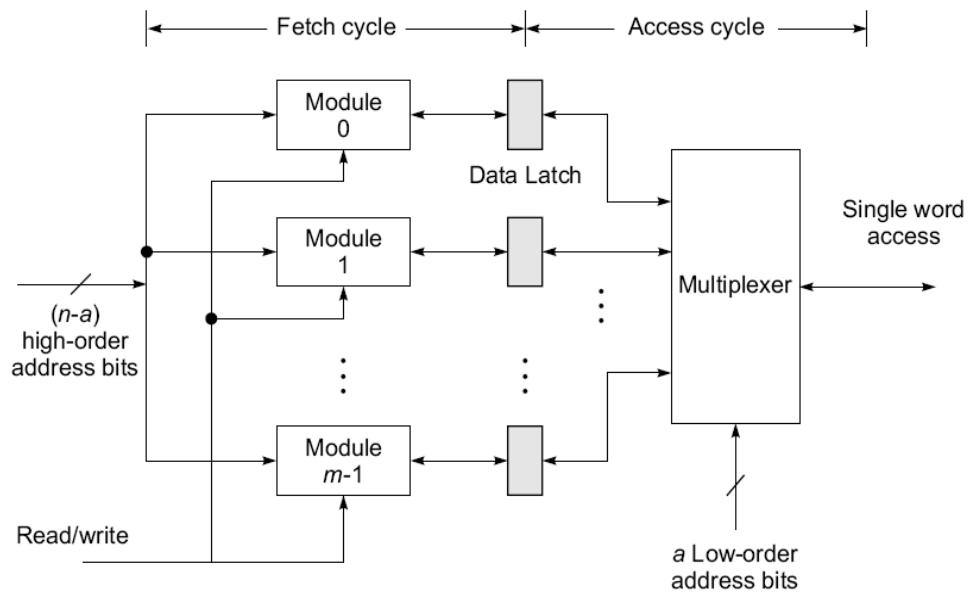 Fetch cycle
Access cycle
Module
0
Data Latch
Module
1
Single word
access
Multiplexer
(n-a)
high-order
address bits
Module
m-1
Read/write
a Low-order
address bits